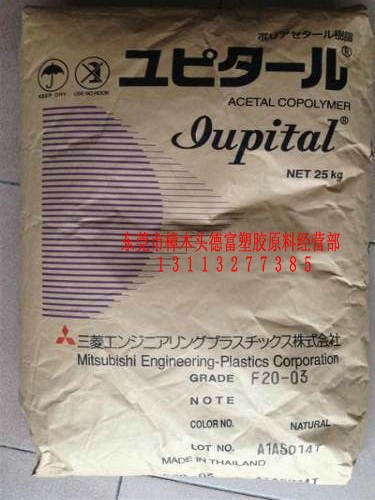 ポリアセタール樹脂
ユピタール®
KEEP DRY
USE NO HOOK
ACETAL COPOLYMER
Iupital®
NET 25 kg
东莞市樟木头德富塑胶原料经营部
13113277385
三菱エンジニアリングプラスチックス株式会社
Mitsubishi Engineering-Plastics Corporation
GRADE F20-03
NOTE
COLOR NO. NATURAL
LOT NO. A1AS014T
MADE IN THAILAND